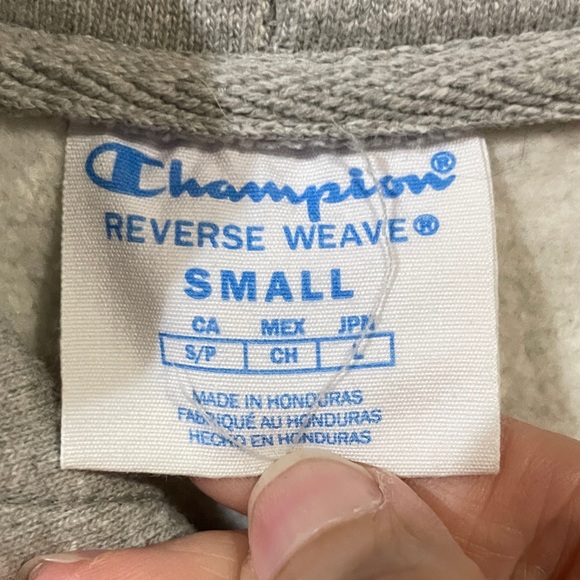 Champion®
REVERSE WEAVE®
SMALL
CA MEX JPN
S/P CH L
MADE IN HONDURAS
FABRIQUÉ AU HONDURAS
HECHO EN HONDURAS